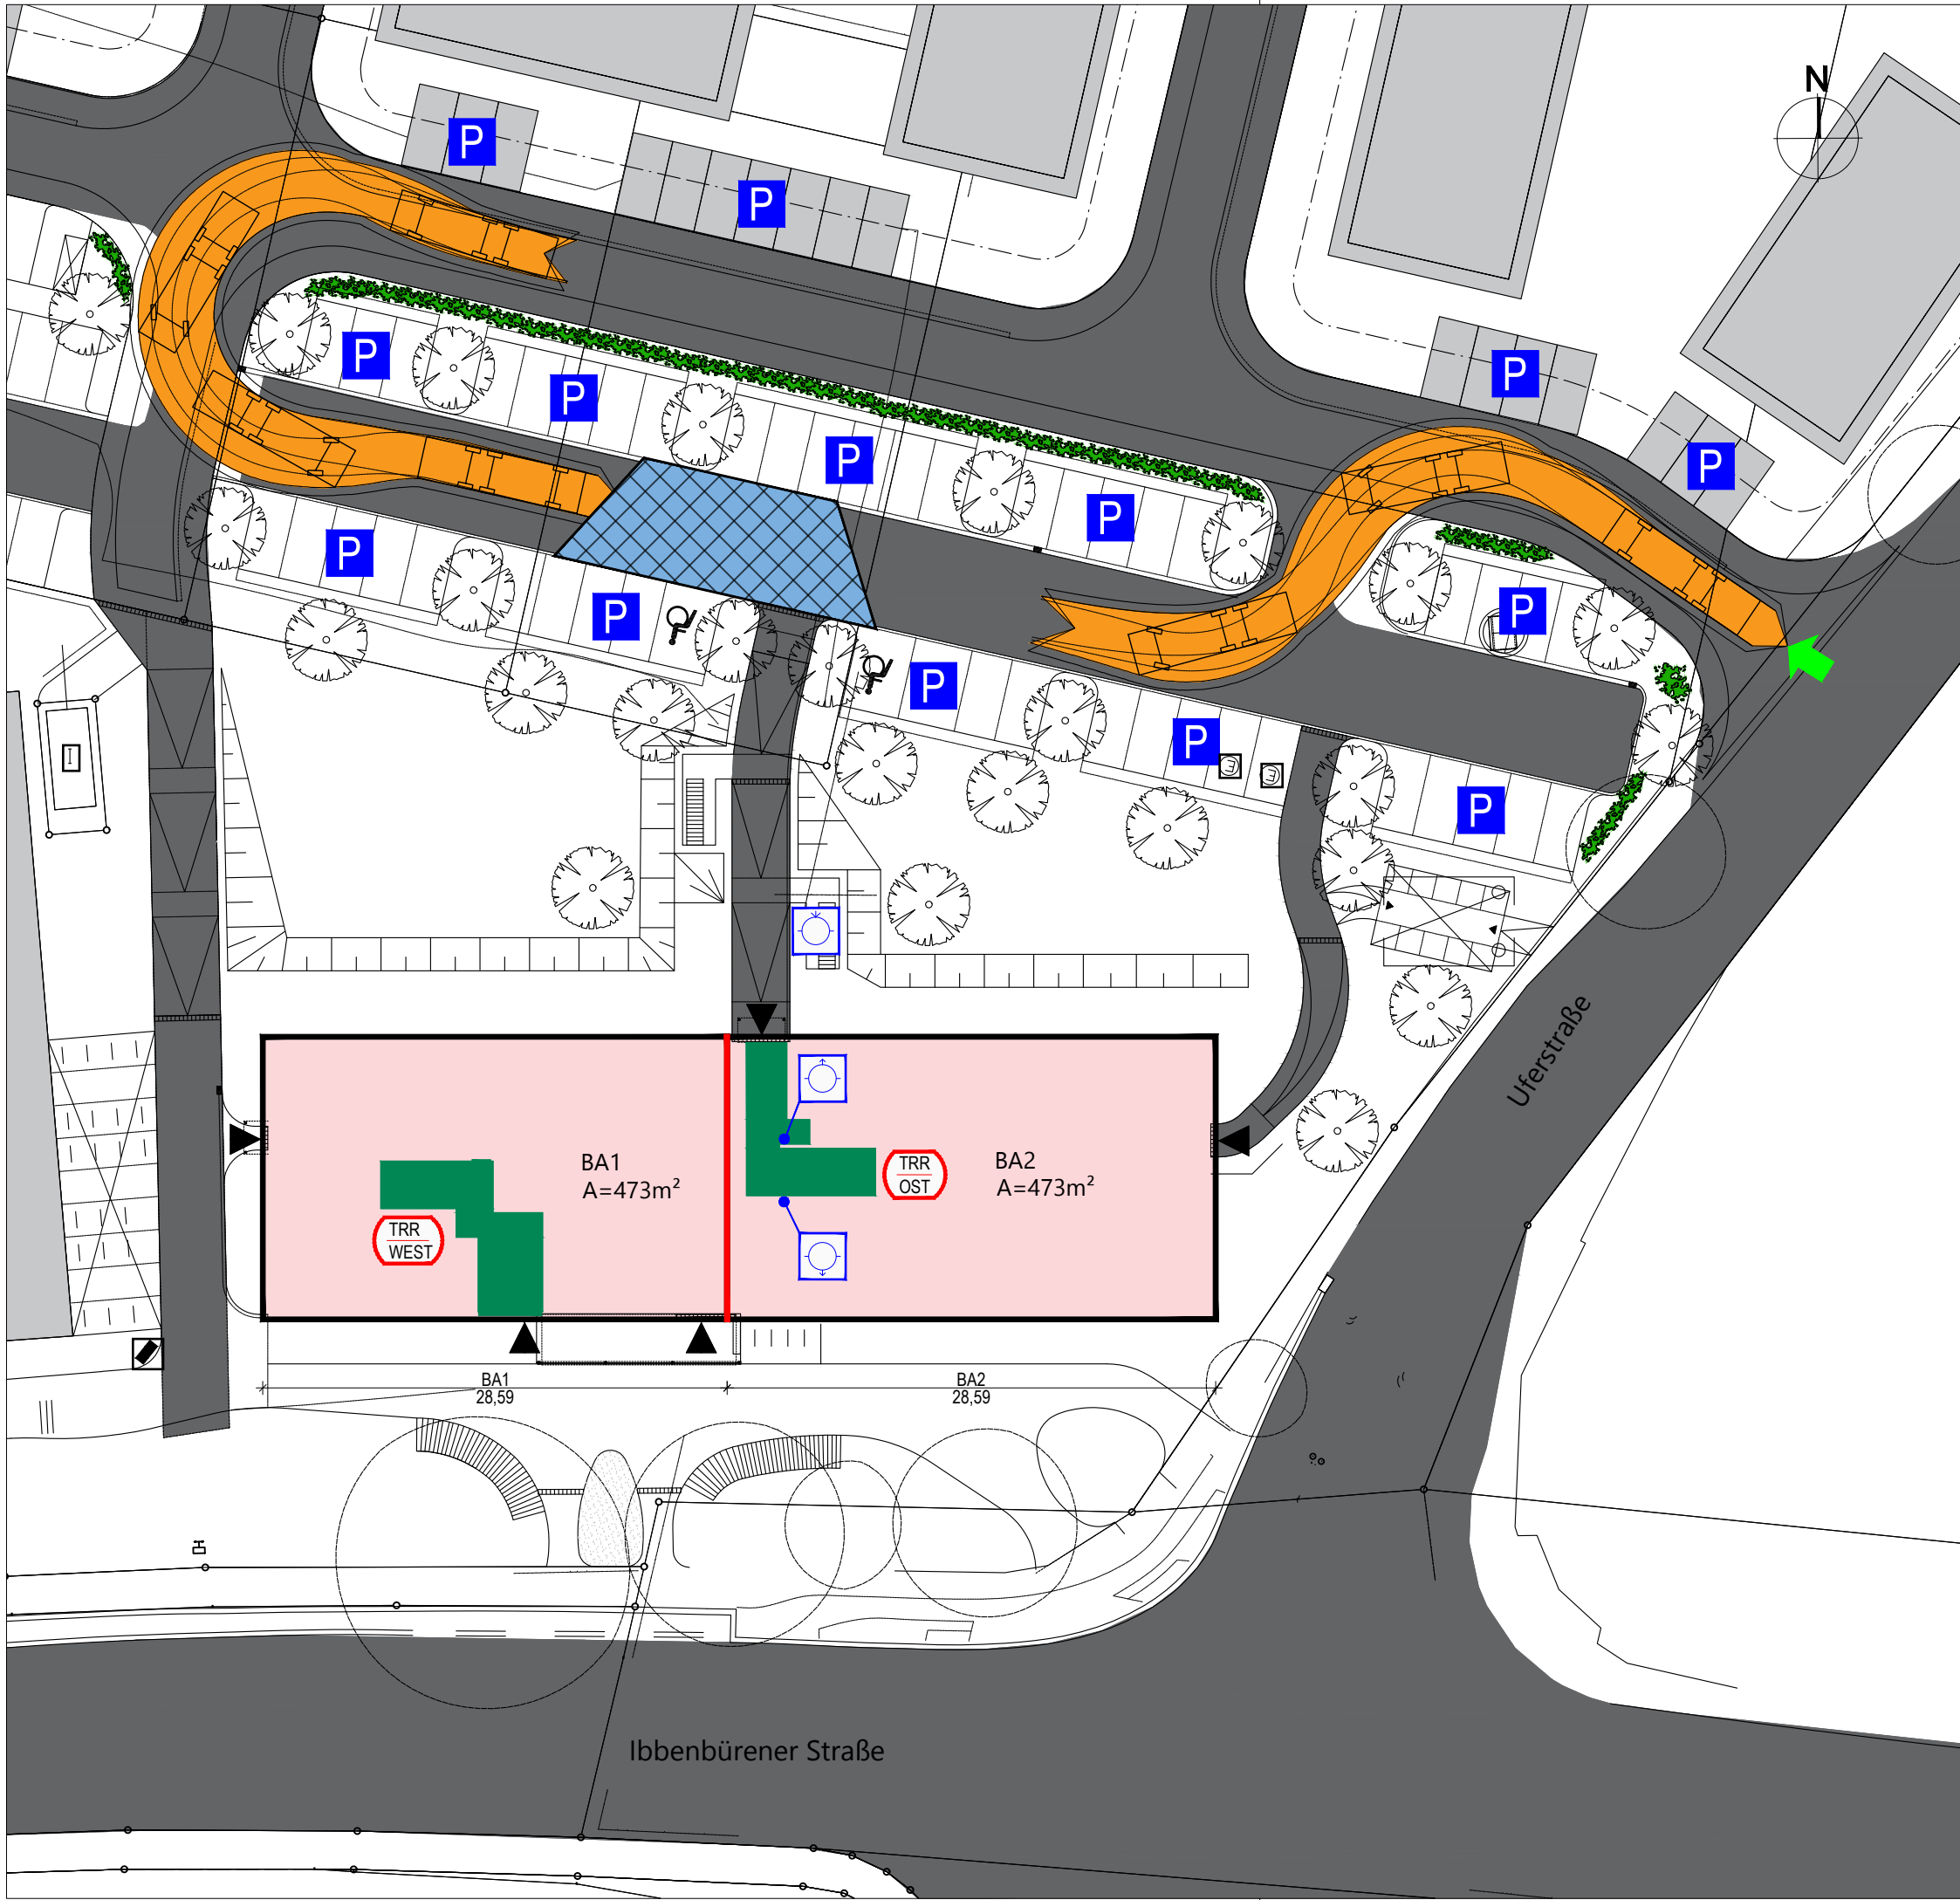 N
P
P
P
P
P
P
P
P
P
P
P
P
P
P
Uferstraße
BA1
A=473m²
BA2
A=473m²
TRR
OST
TRR
WEST
BA1
28,59
BA2
28,59
Ibbenbürener Straße